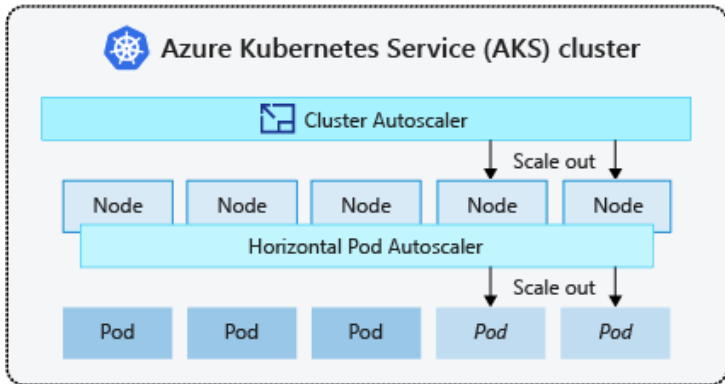 Azure Kubernetes Service (AKS) cluster
Cluster Autoscaler
Scale out
Node Node Node Node Node
Horizontal Pod Autoscaler
Scale out
Pod Pod Pod Pod Pod